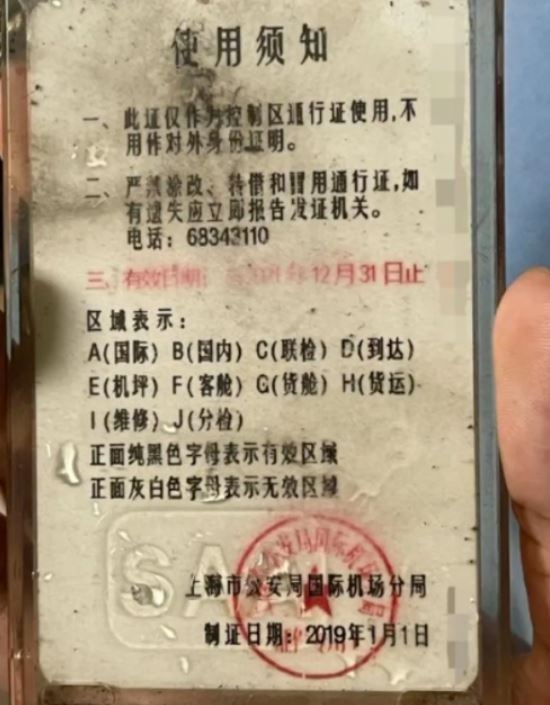 使用须知
一、此证仅作为控制区通行证使用,不
用作对外身份证明。
二、严禁涂改、转借和冒用通行证,如
有遗失应立即报告发证机关。
电话:68343110
三、有效日期: 年12月31日止
区域表示:
A(国际) B(国内) C(联检) D(到达)
E(机坪) F(客舱) G(货舱) H(货运)
I(维修) J(分检)
正面纯黑色字母表示有效区域
正面灰白色字母表示无效区域
上海市公安局国际机场分局
制证日期:2019年1月1日